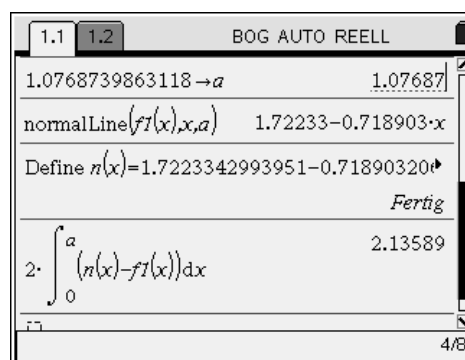 1.1 1.2 BOG AUTO REELL
1.0768739863118→a 1.07687
normalLine(f1(x),x,a) 1.72233−0.718903·x
Define n(x)=1.7223342993951−0.71890320
Fertig
2·∫₀ᵃ(n(x)−f1(x))dx 2.13589
4/8